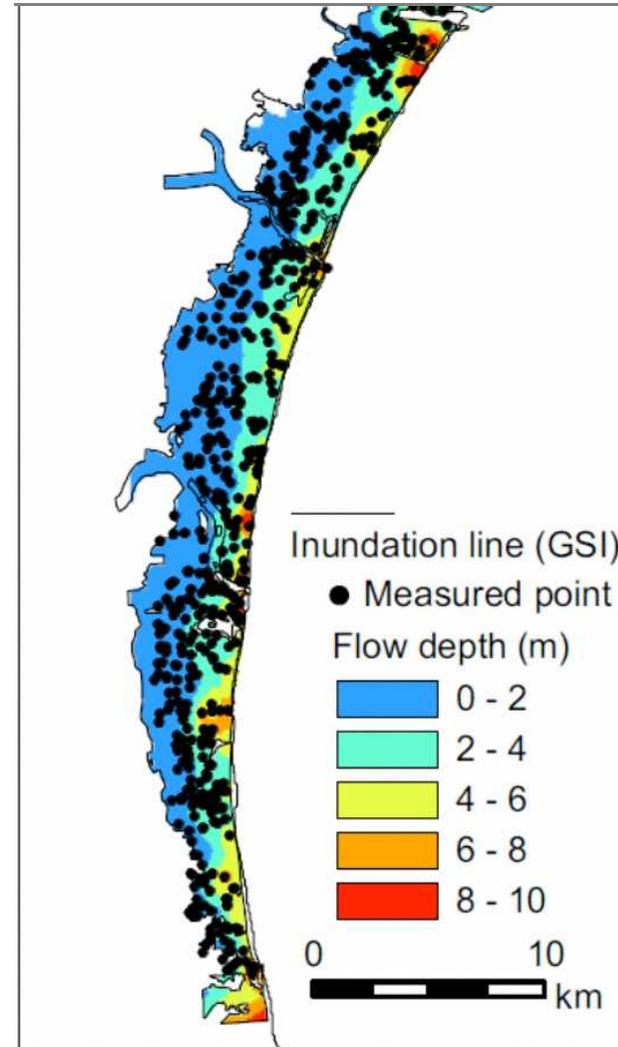 Inundation line (GSI)
Measured point
Flow depth (m)
0 - 2
2 - 4
4 - 6
6 - 8
8 - 10
0 10
km